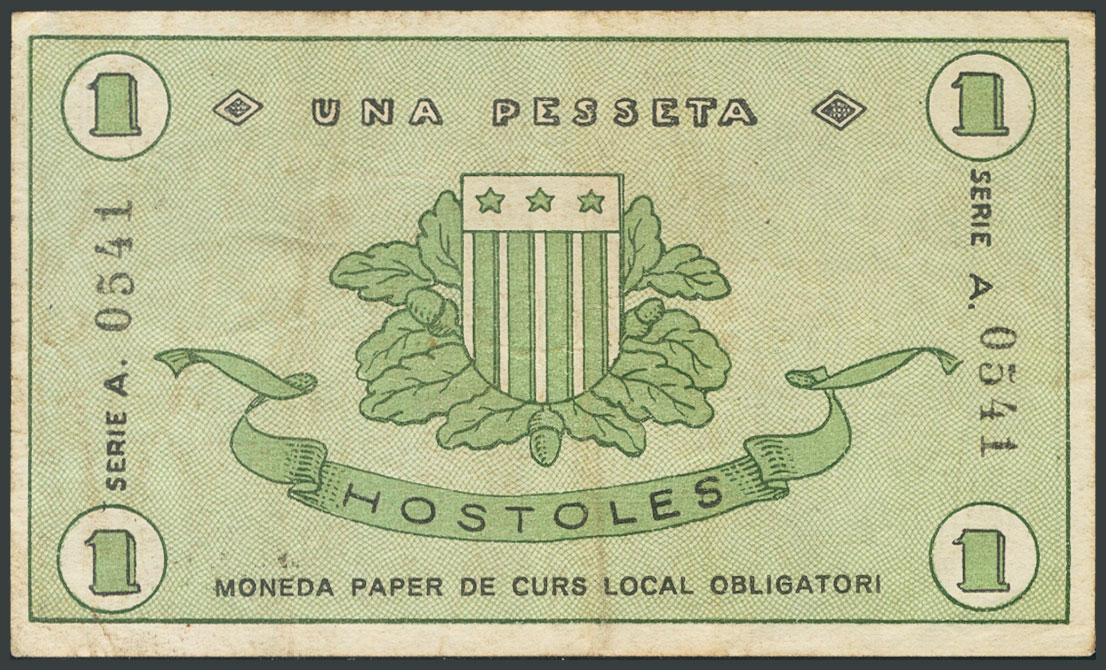 1 UNA PESSETA 1
SERIE A. 0541
SERIE A. 0541
HOSTOLES
1 1
MONEDA PAPER DE CURS LOCAL OBLIGATORI